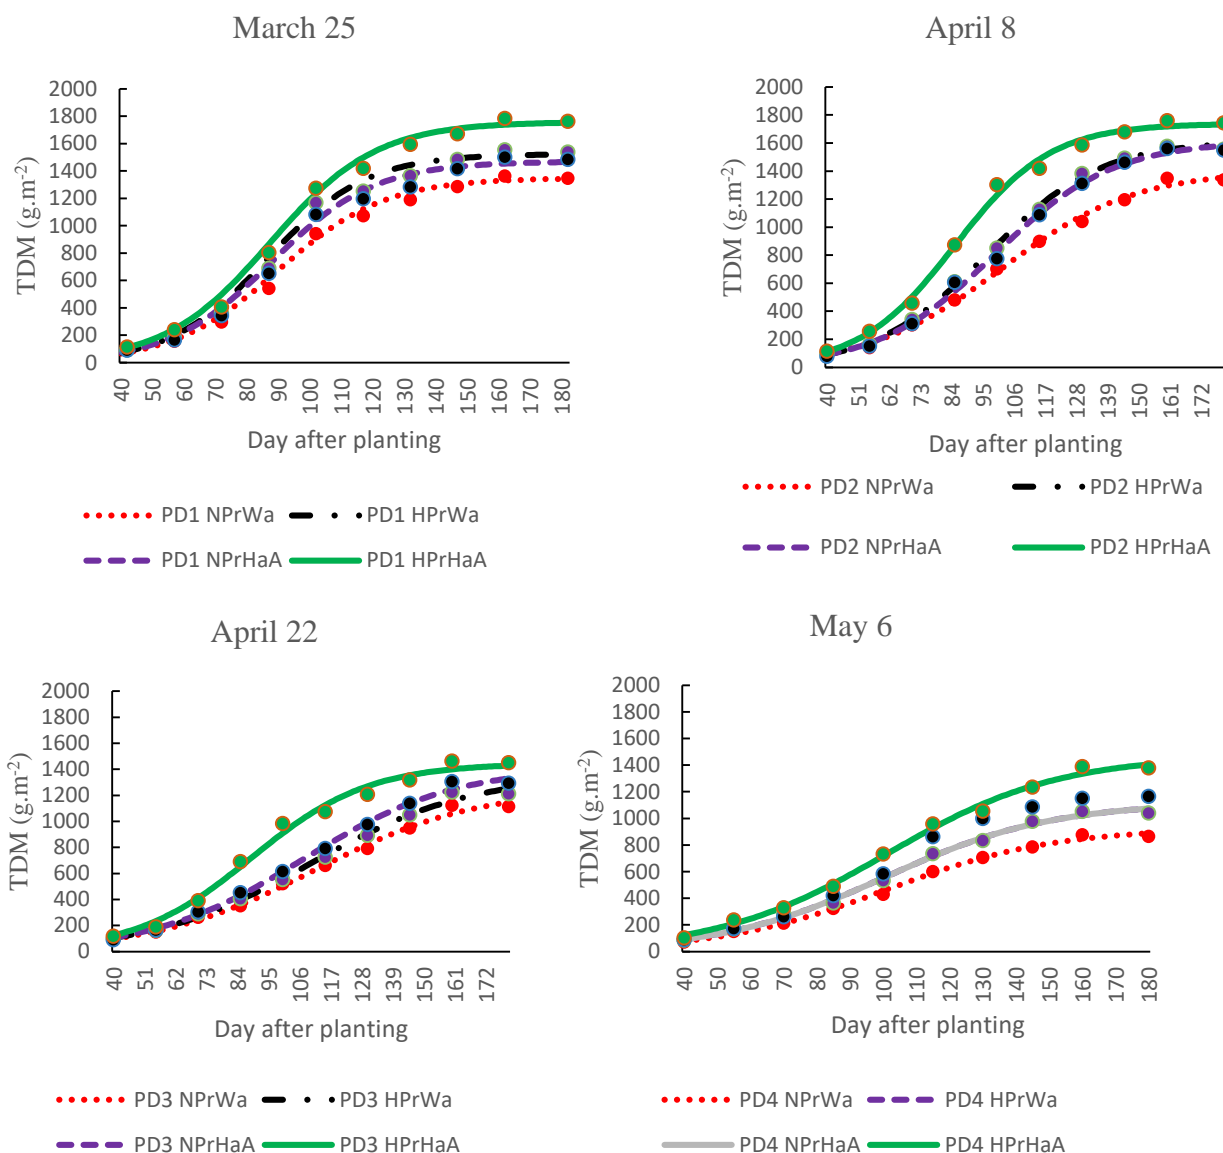 March 25
2000
1800
1600
1400
1200
1000
800
600
400
200
0
TDM (g.m-2)
40 50 60 70 80 90 100 110 120 130 140 150 160 170 180
Day after planting
PD1 NPrWa PD1 HPrWa
PD1 NPrHaA PD1 HPrHaA
April 8
2000
1800
1600
1400
1200
1000
800
600
400
200
0
TDM (g.m-2)
40 51 62 73 84 95 106 117 128 139 150 161 172
Day after planting
PD2 NPrWa PD2 HPrWa
PD2 NPrHaA PD2 HPrHaA
April 22
2000
1800
1600
1400
1200
1000
800
600
400
200
0
TDM (g.m-2)
40 51 62 73 84 95 106 117 128 139 150 161 172
Day after planting
PD3 NPrWa PD3 HPrWa
PD3 NPrHaA PD3 HPrHaA
May 6
2000
1800
1600
1400
1200
1000
800
600
400
200
0
TDM (g.m-2)
40 50 60 70 80 90 100 110 120 130 140 150 160 170 180
Day after planting
PD4 NPrWa PD4 HPrWa
PD4 NPrHaA PD4 HPrHaA